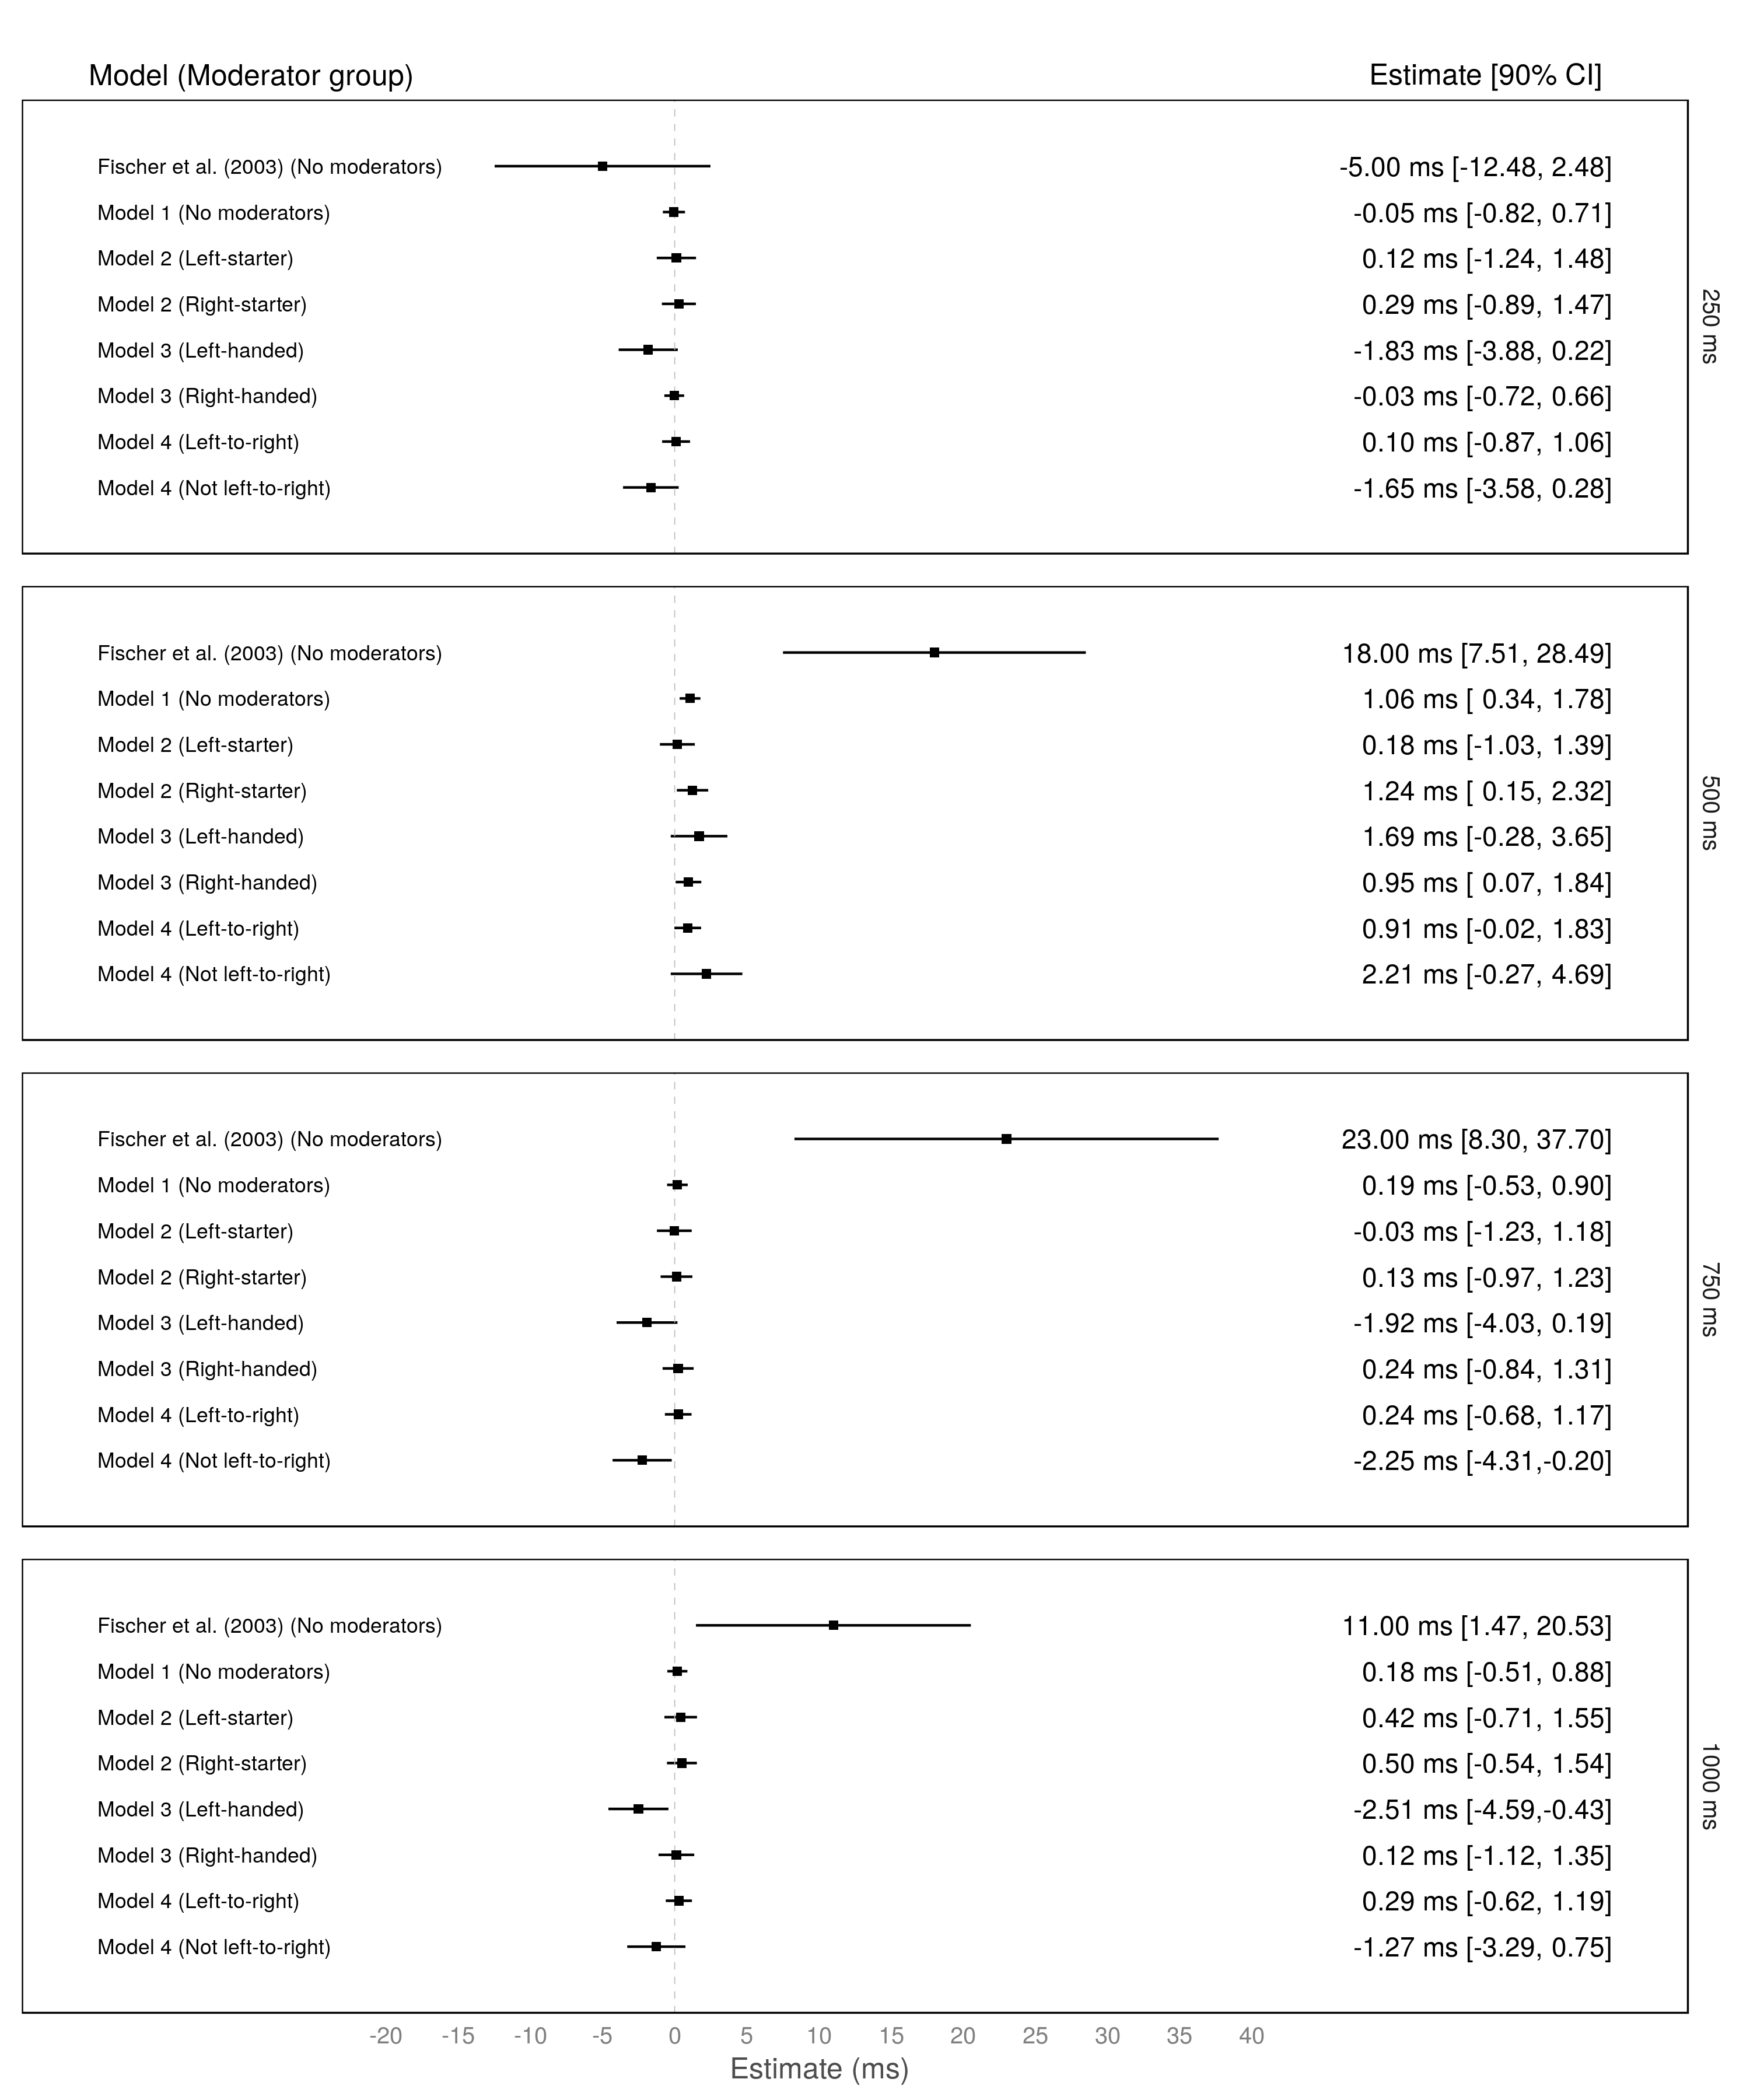 Model (Moderator group) Estimate [90% CI]
Fischer et al. (2003) (No moderators) -5.00 ms [-12.48, 2.48]
Model 1 (No moderators) -0.05 ms [-0.82, 0.71]
Model 2 (Left-starter) 0.12 ms [-1.24, 1.48]
Model 2 (Right-starter) 0.29 ms [-0.89, 1.47]
Model 3 (Left-handed) -1.83 ms [-3.88, 0.22]
Model 3 (Right-handed) -0.03 ms [-0.72, 0.66]
Model 4 (Left-to-right) 0.10 ms [-0.87, 1.06]
Model 4 (Not left-to-right) -1.65 ms [-3.58, 0.28]
250 ms
Fischer et al. (2003) (No moderators) 18.00 ms [7.51, 28.49]
Model 1 (No moderators) 1.06 ms [ 0.34, 1.78]
Model 2 (Left-starter) 0.18 ms [-1.03, 1.39]
Model 2 (Right-starter) 1.24 ms [ 0.15, 2.32]
Model 3 (Left-handed) 1.69 ms [-0.28, 3.65]
Model 3 (Right-handed) 0.95 ms [ 0.07, 1.84]
Model 4 (Left-to-right) 0.91 ms [-0.02, 1.83]
Model 4 (Not left-to-right) 2.21 ms [-0.27, 4.69]
500 ms
Fischer et al. (2003) (No moderators) 23.00 ms [8.30, 37.70]
Model 1 (No moderators) 0.19 ms [-0.53, 0.90]
Model 2 (Left-starter) -0.03 ms [-1.23, 1.18]
Model 2 (Right-starter) 0.13 ms [-0.97, 1.23]
Model 3 (Left-handed) -1.92 ms [-4.03, 0.19]
Model 3 (Right-handed) 0.24 ms [-0.84, 1.31]
Model 4 (Left-to-right) 0.24 ms [-0.68, 1.17]
Model 4 (Not left-to-right) -2.25 ms [-4.31,-0.20]
750 ms
Fischer et al. (2003) (No moderators) 11.00 ms [1.47, 20.53]
Model 1 (No moderators) 0.18 ms [-0.51, 0.88]
Model 2 (Left-starter) 0.42 ms [-0.71, 1.55]
Model 2 (Right-starter) 0.50 ms [-0.54, 1.54]
Model 3 (Left-handed) -2.51 ms [-4.59,-0.43]
Model 3 (Right-handed) 0.12 ms [-1.12, 1.35]
Model 4 (Left-to-right) 0.29 ms [-0.62, 1.19]
Model 4 (Not left-to-right) -1.27 ms [-3.29, 0.75]
1000 ms
-20 -15 -10 -5 0 5 10 15 20 25 30 35 40
Estimate (ms)